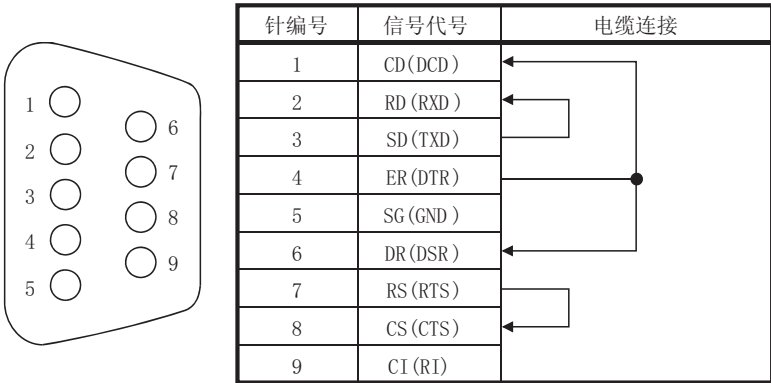 针编号 信号代号 电缆连接
1 CD(DCD)
2 RD(RXD)
3 SD(TXD)
4 ER(DTR)
5 SG(GND)
6 DR(DSR)
7 RS(RTS)
8 CS(CTS)
9 CI(RI)
1
2
3
4
5
6
7
8
9